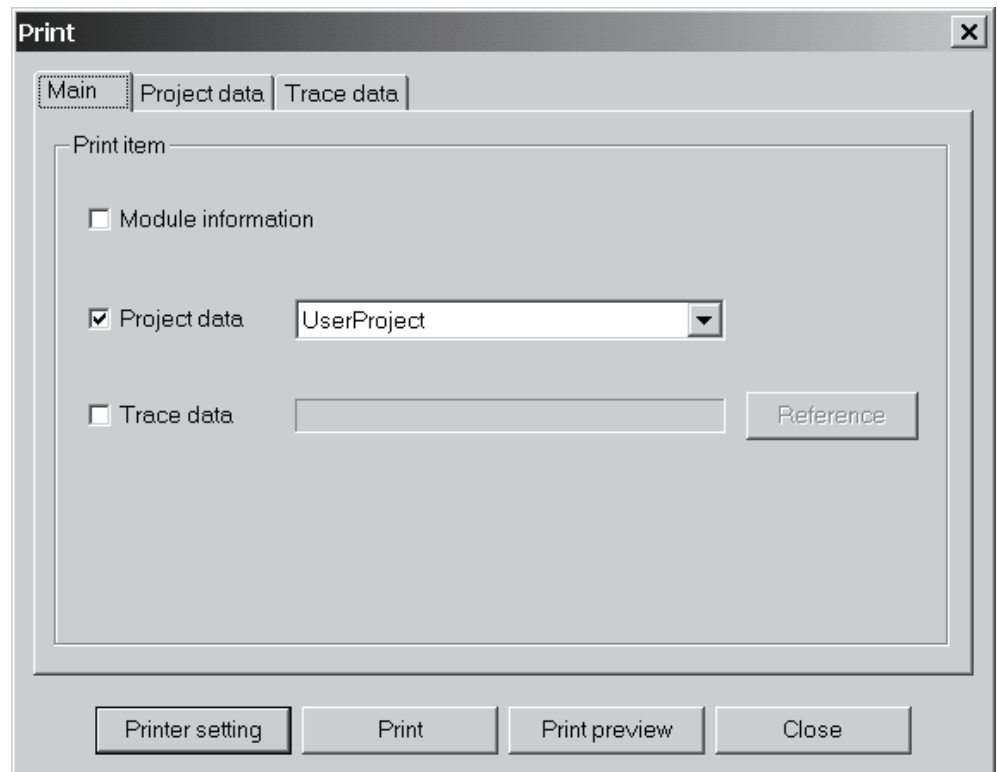 Print
Main Project data Trace data
Print item
Module information
Project data UserProject
Trace data Reference
Printer setting Print Print preview Close